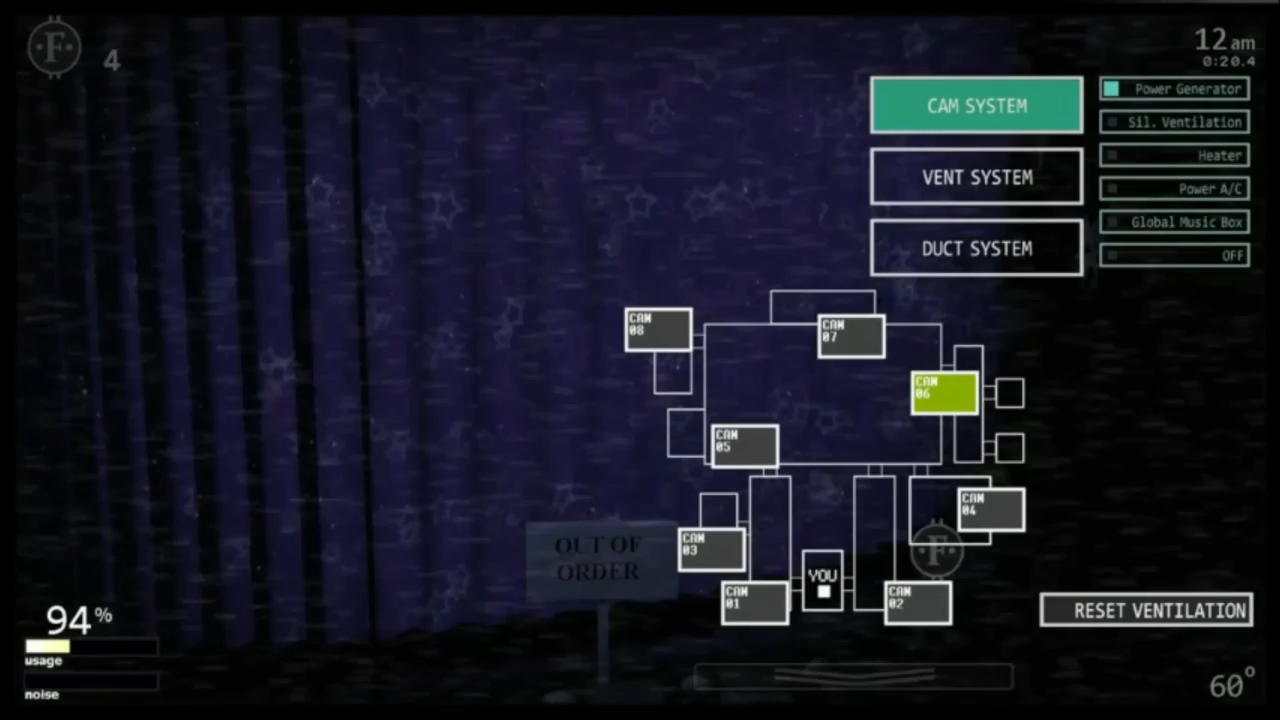 F 4
12 am
0:20.4
CAM SYSTEM
VENT SYSTEM
DUCT SYSTEM
Power Generator
Sil. Ventilation
Heater
Power A/C
Global Music Box
OFF
CAM
08
CAM
07
CAM
06
CAM
05
CAM
04
CAM
03
F
YOU
CAM
01
CAM
02
OUT OF
ORDER
RESET VENTILATION
94%
usage
noise
60°